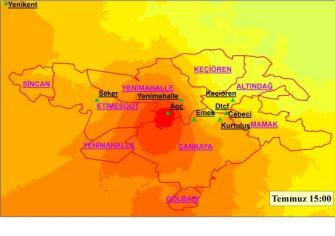 Yenikent
KEÇİÖREN
SİNCAN
YENİMAHALLE
ALTINDAĞ
Şeker
Yenimahalle
Keçiören
ETİMESGUT
Aoç
Dtcf
Emek
Cebeci
Kurtuluş
MAMAK
YENİMAHALLE
ÇANKAYA
GÖLBAŞI
Temmuz 15:00